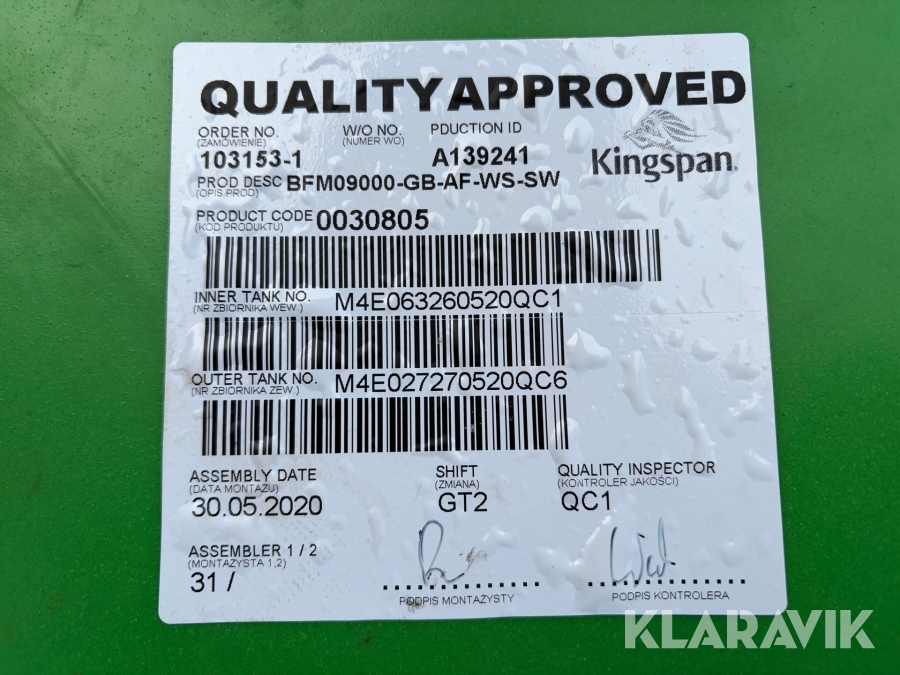 QUALITY APPROVED
ORDER NO. W/O NO. PDUCTION ID
(ZAMÓWIENIE) (NUMER WO)
103153-1 A139241
Kingspan
PROD DESC BFM09000-GB-AF-WS-SW
(OPIS PROD)
PRODUCT CODE 0030805
(KOD PRODUKTU)
INNER TANK NO. M4E063260520QC1
(NR ZBIORNIKA WEW.)
OUTER TANK NO. M4E027270520QC6
(NR ZBIORNIKA ZEW.)
ASSEMBLY DATE SHIFT QUALITY INSPECTOR
(DATA MONTAŻU) (ZMIANA) (KONTROLER JAKOŚCI)
30.05.2020 GT2 QC1
ASSEMBLER 1 / 2
(MONTAŻYSTA 1,2)
31 /
PODPIS MONTAŻYSTY PODPIS KONTROLERA
KLARAVIK